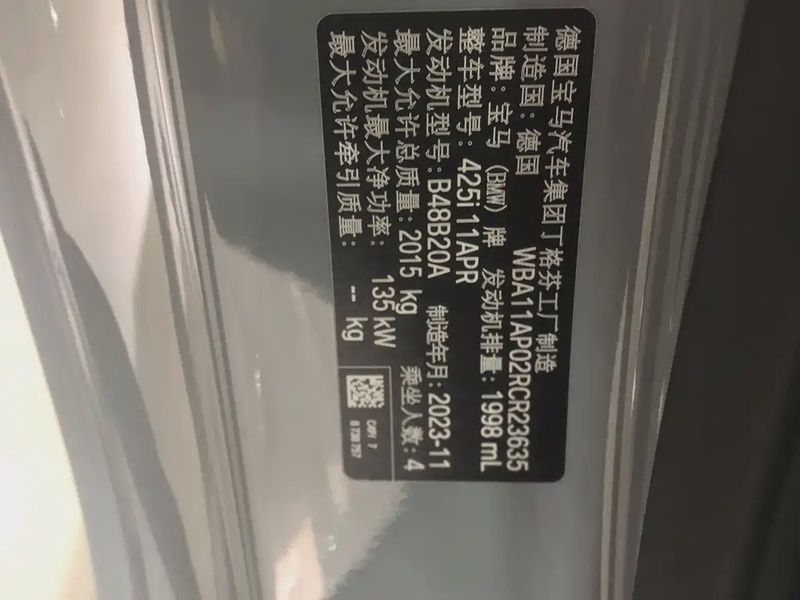 德国宝马汽车集团丁格芬工厂制造
制造国：德国 WBA11AP02RCR23635
品牌：宝马 (BMW) 牌 发动机排量：1998 mL
整车型号：425i 11APR
发动机型号：B48B20A 制造年月：2023-11
最大允许总质量：2015 kg 乘坐人数：4
发动机最大净功率：135 kW
最大允许牵引质量：-- kg